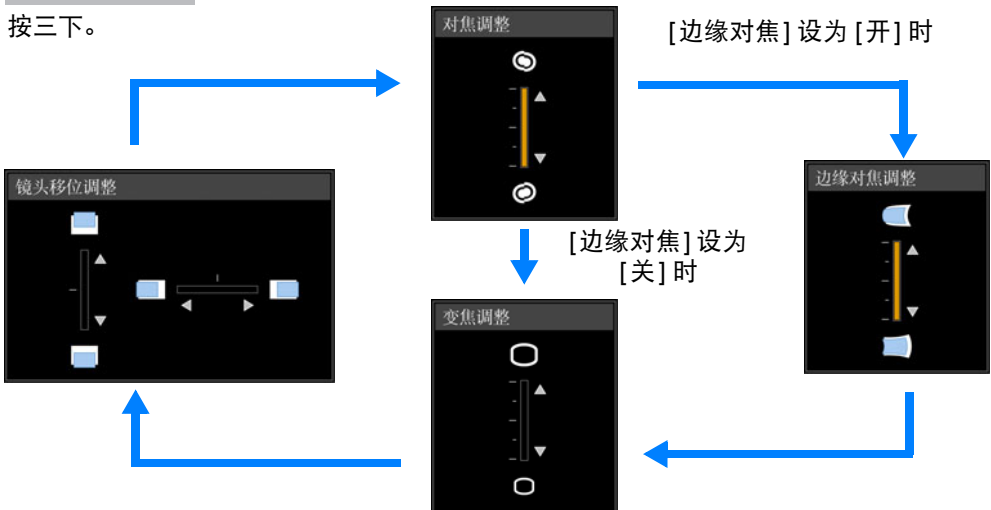 按三下。
对焦调整
[边缘对焦] 设为 [开] 时
镜头移位调整
边缘对焦调整
[边缘对焦] 设为
[关] 时
变焦调整